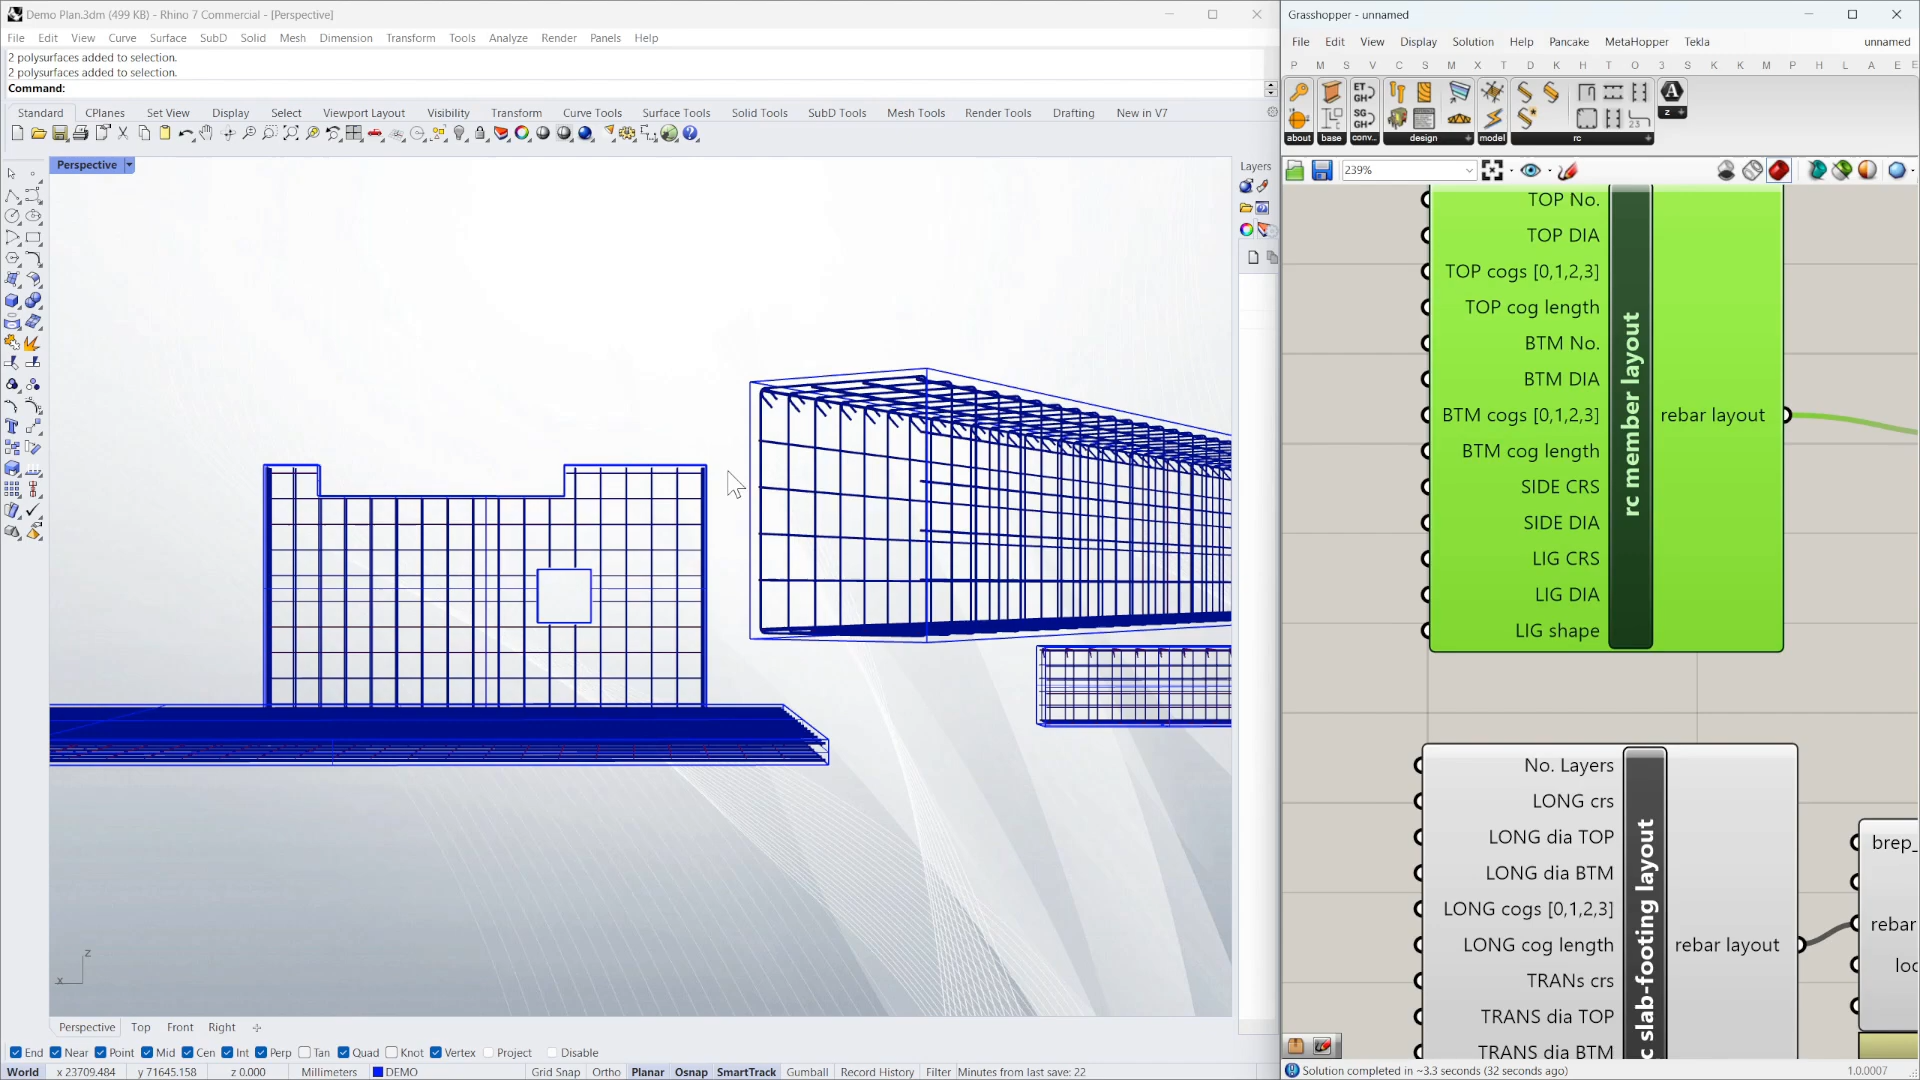 Demo Plan.3dm (499 KB) - Rhino 7 Commercial - [Perspective]
File Edit View Curve Surface SubD Solid Mesh Dimension Transform Tools Analyze Render Panels Help
2 polysurfaces added to selection.
2 polysurfaces added to selection.
Command:
Standard CPlanes Set View Display Select Viewport Layout Visibility Transform Curve Tools Surface Tools Solid Tools SubD Tools Mesh Tools Render Tools Drafting New in V7
Perspective
Layers
z
x
Perspective Top Front Right
End Near Point Mid Cen Int Perp Tan Quad Knot Vertex Project Disable
World x 23709.484 y 71645.158 z 0.000 Millimeters DEMO Grid Snap Ortho Planar Osnap SmartTrack Gumball Record History Filter Minutes from last save: 22
Grasshopper - unnamed
File Edit View Display Solution Help Pancake MetaHopper Tekla unnamed
P M S V C S M X T D K H T O 3 S K K M P H L A E E
ET GH
SG GH
23
A
about base conv... design model rc z
239%
TOP No.
TOP DIA
TOP cogs [0,1,2,3]
TOP cog length
BTM No.
BTM DIA
BTM cogs [0,1,2,3]
BTM cog length
SIDE CRS
SIDE DIA
LIG CRS
LIG DIA
LIG shape
rc member layout
rebar layout
No. Layers
LONG crs
LONG dia TOP
LONG dia BTM
LONG cogs [0,1,2,3]
LONG cog length
TRANs crs
TRANS dia TOP
TRANS dia BTM
c slab-footing layout
rebar layout
brep_
rebar
loc
Solution completed in ~3.3 seconds (32 seconds ago)
1.0.0007